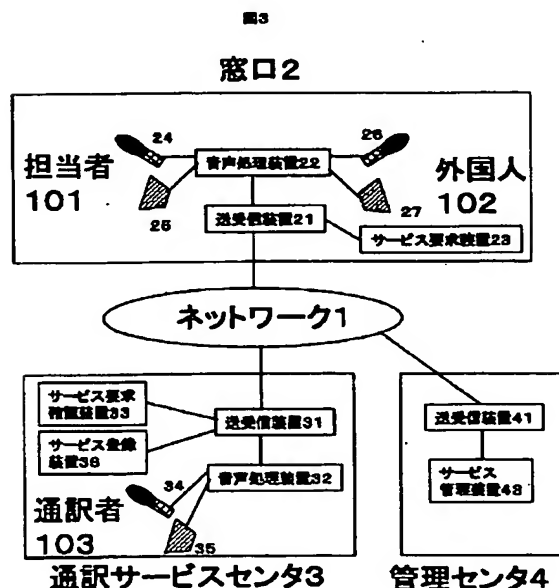 図3
窓口2
24
26
音声処理装置22
担当者
101
外国人
102
25
27
送受信装置21
サービス要求装置23
ネットワーク1
サービス要求
確認装置33
送受信装置31
サービス登録
装置36
音声処理装置32
34
通訳者
103
35
送受信装置41
サービス
管理装置43
通訳サービスセンタ3
管理センタ4